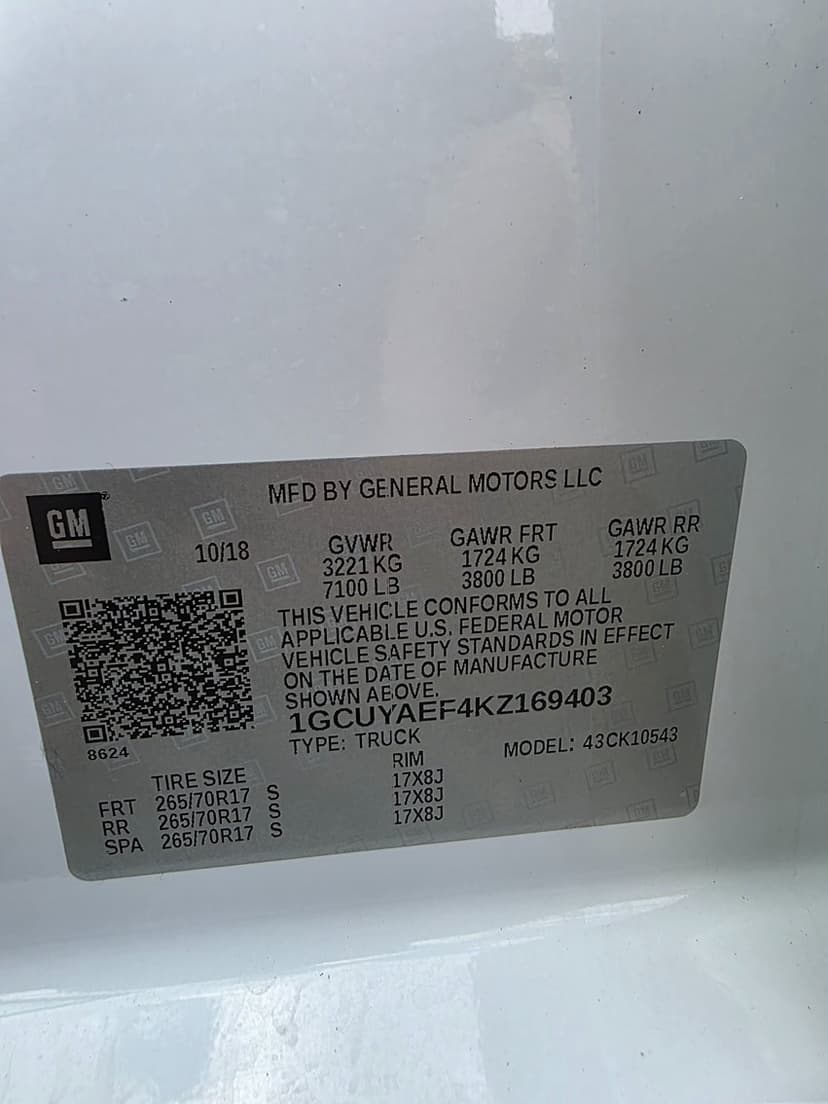 MFD BY GENERAL MOTORS LLC
GM ®
10/18 GVWR GAWR FRT GAWR RR
3221 KG 1724 KG 1724 KG
7100 LB 3800 LB 3800 LB
THIS VEHICLE CONFORMS TO ALL
APPLICABLE U.S. FEDERAL MOTOR
VEHICLE SAFETY STANDARDS IN EFFECT
ON THE DATE OF MANUFACTURE
SHOWN ABOVE.
1GCUYAEF4KZ169403
8624
TYPE: TRUCK MODEL: 43CK10543
TIRE SIZE RIM
FRT 265/70R17 S 17X8J
RR 265/70R17 S 17X8J
SPA 265/70R17 S 17X8J